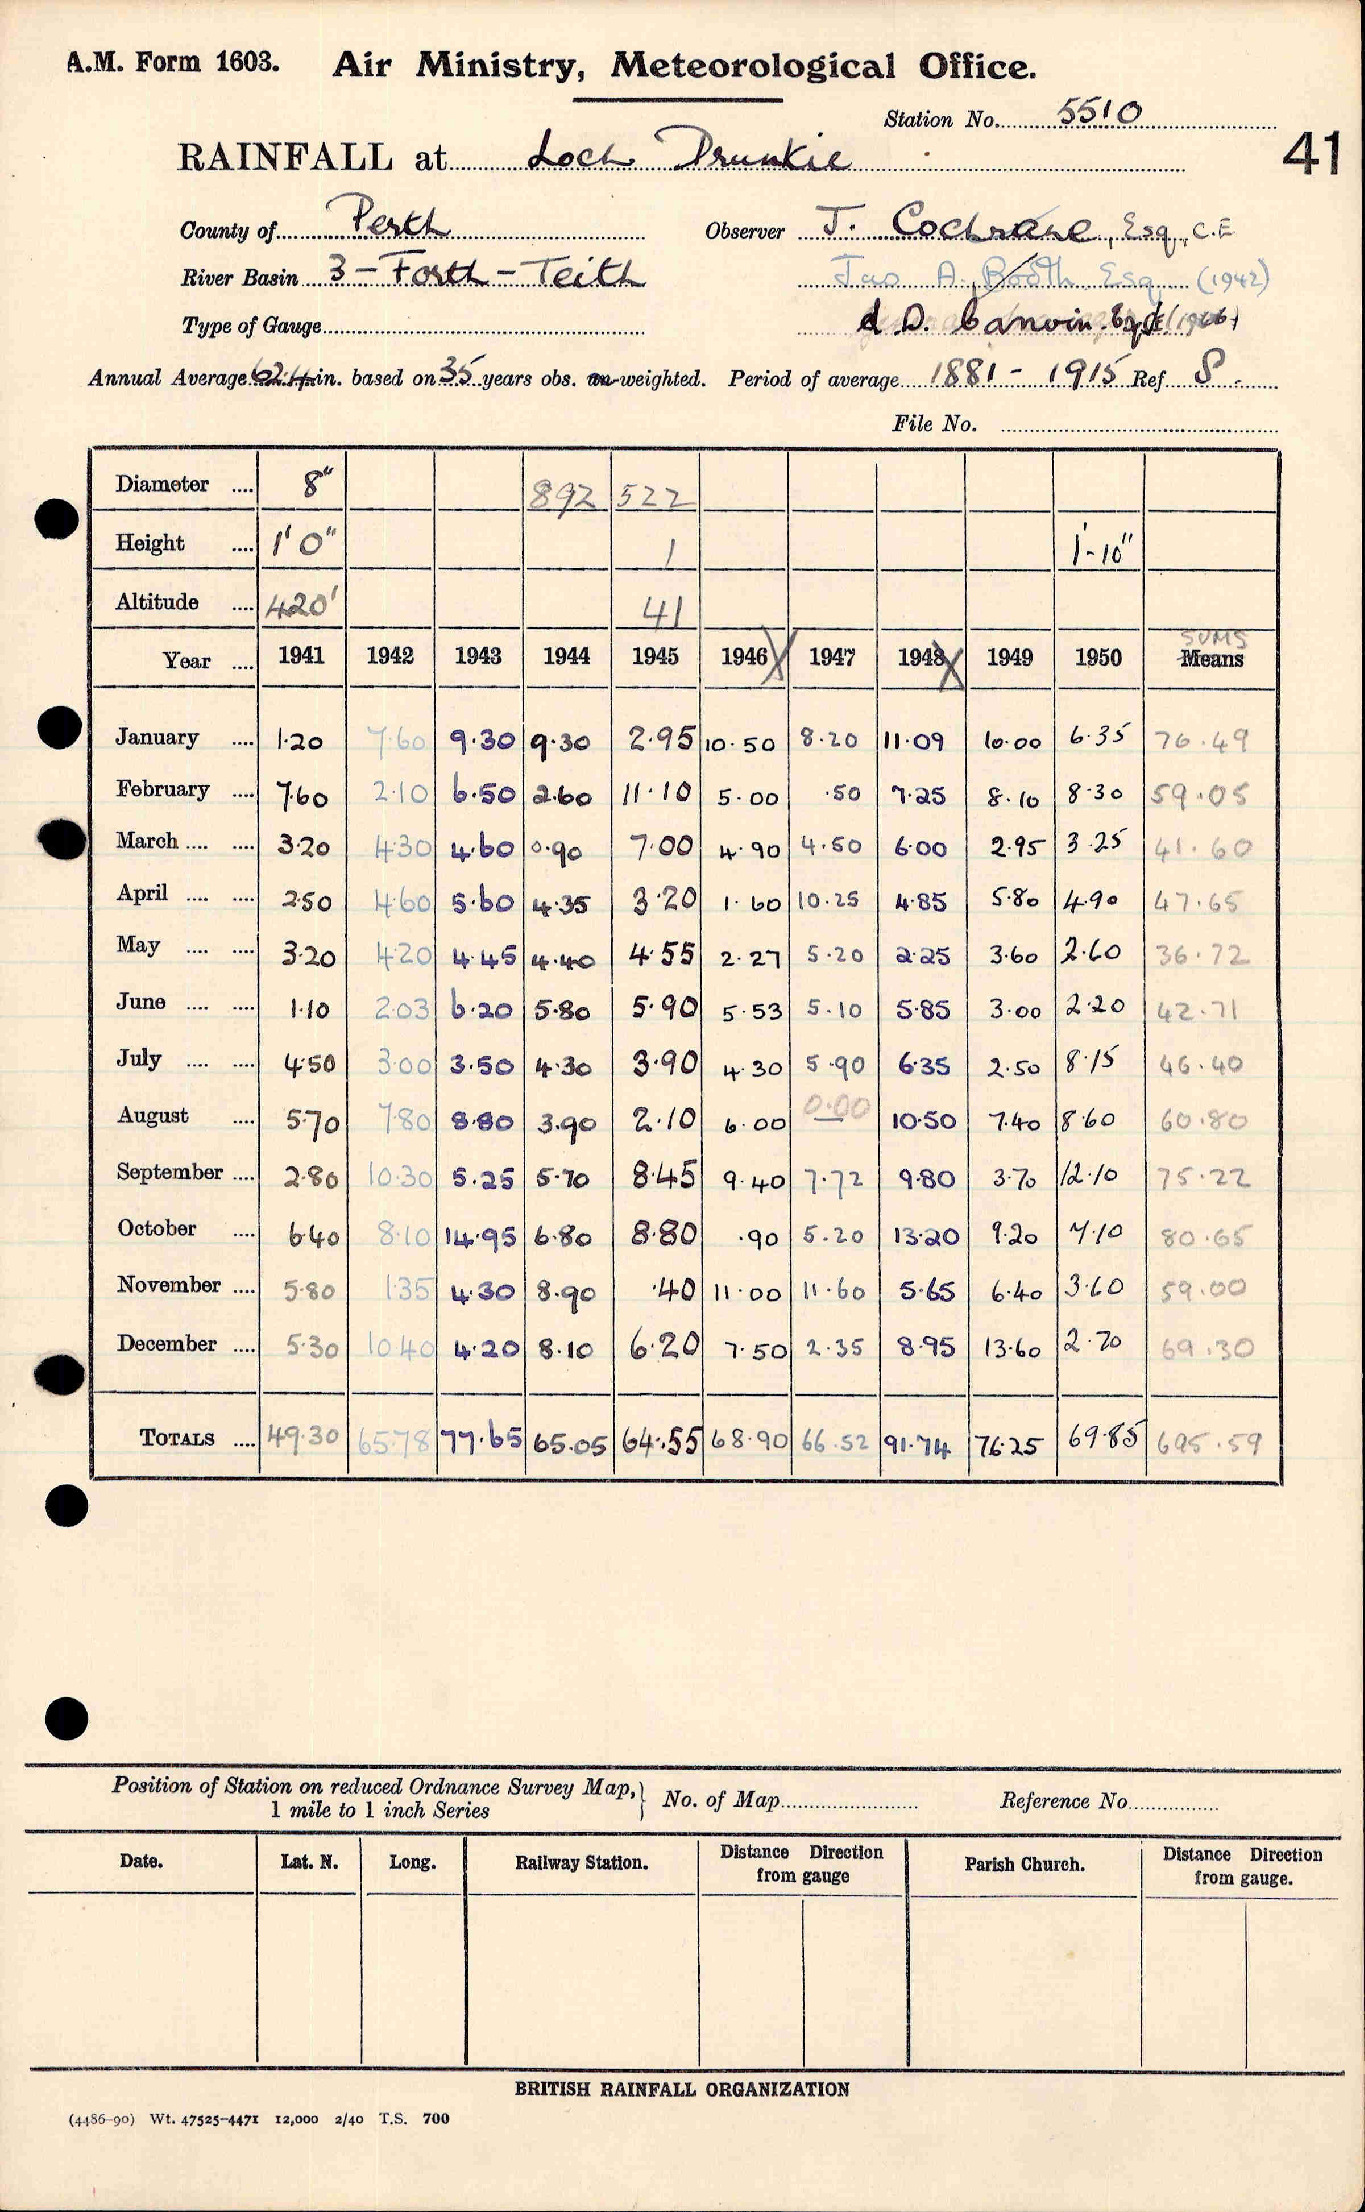 A.M. Form 1603. Air Ministry, Meteorological Office.
Station No. 5510
41
RAINFALL at Loch Drunkie
County of Perth Observer J. Cochrane, Esq., C.E
River Basin 3 - Forth - Teith Jas A. Booth Esq. (1942)
Type of Gauge
Annual Average 62.4 in. based on 35 years obs. un-weighted. Period of average 1881 - 1915 Ref S.
File No.
Diameter .... 8" 892 522
Height .... 1' 0" 1 1'-10"
Altitude .... 420' 41
SUMS
Year .... 1941 1942 1943 1944 1945 1946 X 1947 1948 X 1949 1950 Means
January .... 1.20 7.60 9.30 9.30 2.95 10.50 8.20 11.09 10.00 6.35 76.49
February .... 7.60 2.10 6.50 2.60 11.10 5.00 .50 7.25 8.10 8.30 59.05
March .... .... 3.20 4.30 4.60 0.90 7.00 4.90 4.50 6.00 2.95 3.25 41.60
April .... .... 2.50 4.60 5.60 4.35 3.20 1.60 10.25 4.85 5.80 4.90 47.65
May .... .... 3.20 4.20 4.45 4.40 4.55 2.27 5.20 2.25 3.60 2.60 36.72
June .... .... 1.10 2.03 6.20 5.80 5.90 5.53 5.10 5.85 3.00 2.20 42.71
July .... .... 4.50 3.00 3.50 4.30 3.90 4.30 5.90 6.35 2.50 8.15 46.40
August .... 5.70 7.80 8.80 3.90 2.10 6.00 0.00 — 10.50 7.40 8.60 60.80
September .... 2.80 10.30 5.25 5.70 8.45 9.40 7.72 9.80 3.70 12.10 75.22
October .... 6.40 8.10 14.95 6.80 8.80 .90 5.20 13.20 9.20 7.10 80.65
November .... 5.80 1.35 4.30 8.90 .40 11.00 11.60 5.65 6.40 3.60 59.00
December .... 5.30 10.40 4.20 8.10 6.20 7.50 2.35 8.95 13.60 2.70 69.30
TOTALS .... 49.30 65.78 77.65 65.05 64.55 68.90 66.52 91.74 76.25 69.85 695.59
Position of Station on reduced Ordnance Survey Map, } No. of Map Reference No
1 mile to 1 inch Series
Date. Lat. N. Long. Railway Station. Distance Direction from gauge Parish Church. Distance Direction from gauge.
BRITISH RAINFALL ORGANIZATION
(4486-90) Wt. 47525-4471 12,000 2/40 T.S. 700